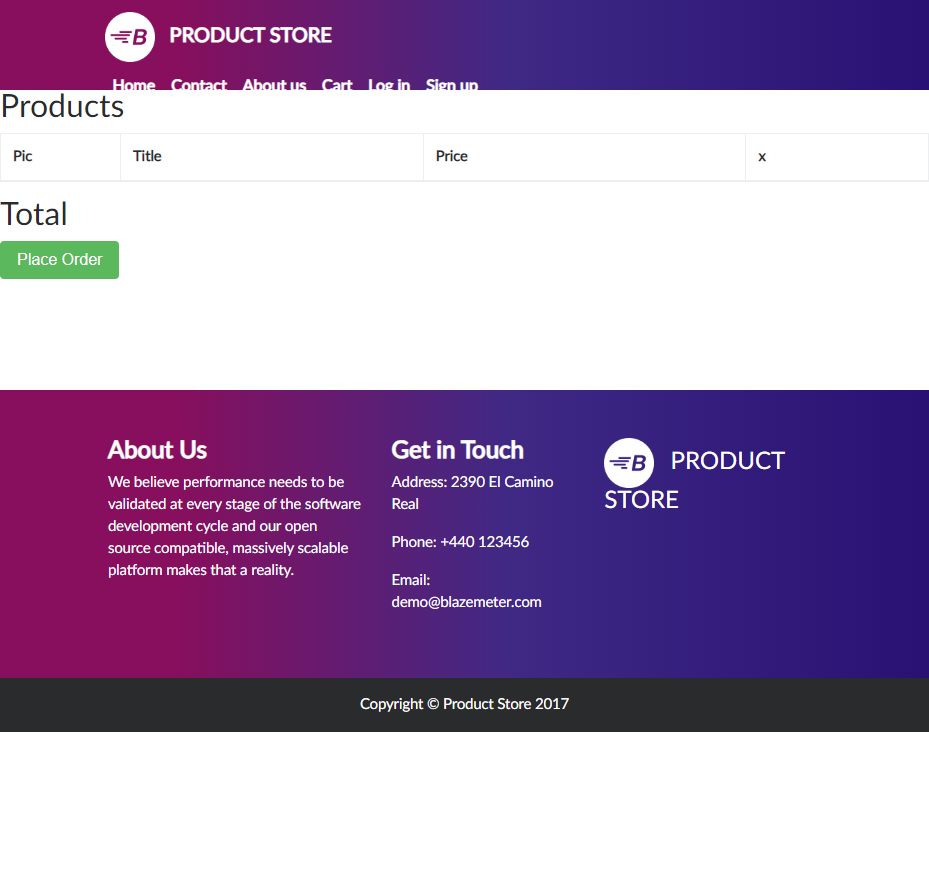 B PRODUCT STORE
Home Contact About us Cart Log in Sign up
Products
Pic Title Price x
Total
Place Order
About Us
We believe performance needs to be
validated at every stage of the software
development cycle and our open
source compatible, massively scalable
platform makes that a reality.
Get in Touch
Address: 2390 El Camino
Real
Phone: +440 123456
Email:
demo@blazemeter.com
B PRODUCT
STORE
Copyright © Product Store 2017